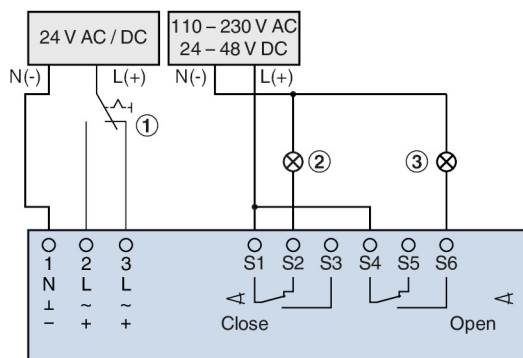 24 V AC / DC
110 – 230 V AC
24 – 48 V DC
N(-) L(+) N(-) L(+)
1
2
3
1 2 3 S1 S2 S3 S4 S5 S6
N L L
⊥ ~ ~
– + +
Close Open